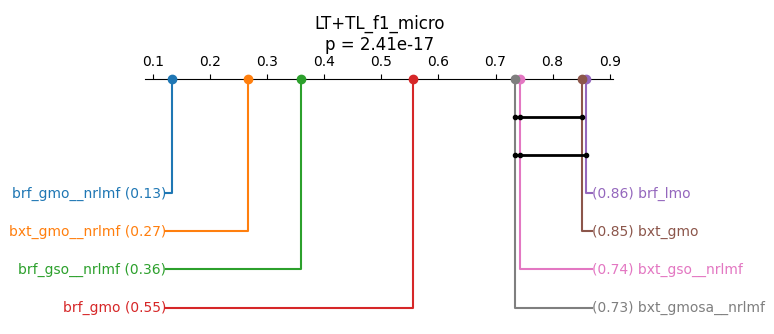 LT+TL_f1_micro
p = 2.41e-17
0.1 0.2 0.3 0.4 0.5 0.6 0.7 0.8 0.9
brf_gmo__nrlmf (0.13) (0.86) brf_lmo
bxt_gmo__nrlmf (0.27) (0.85) bxt_gmo
brf_gso__nrlmf (0.36) (0.74) bxt_gso__nrlmf
brf_gmo (0.55) (0.73) bxt_gmosa__nrlmf